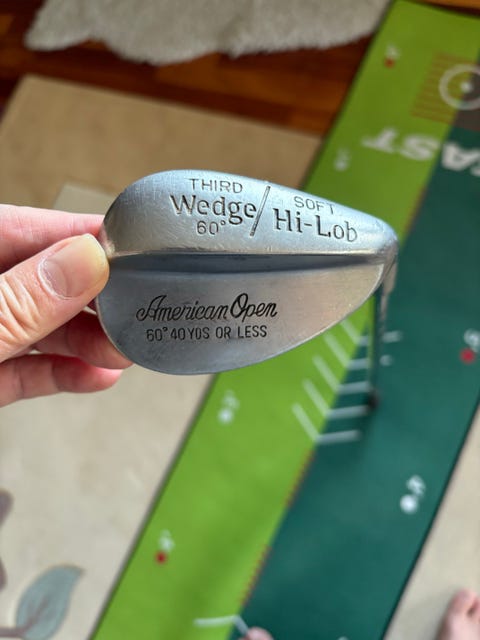 THIRD
Wedge/
60°
SOFT
Hi-Lob
American Open
60° 40 YDS OR LESS